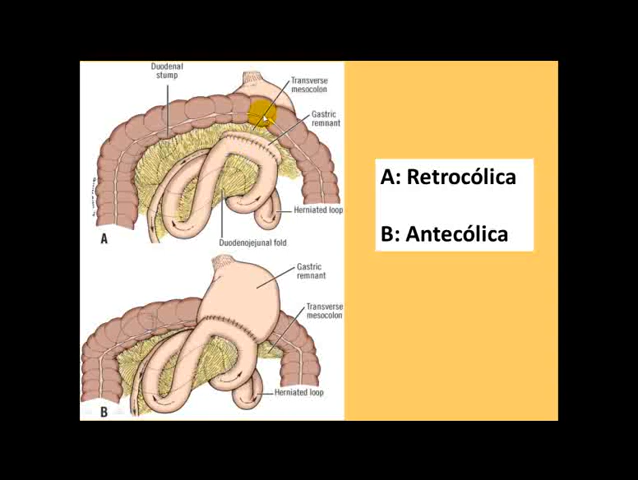 Duodenal
stump
Transverse
mesocolon
Gastric
remnant
Herniated loop
Duodenojejunal fold
A
Gastric
remnant
Transverse
mesocolon
Herniated loop
B
A: Retrocólica
B: Antecólica